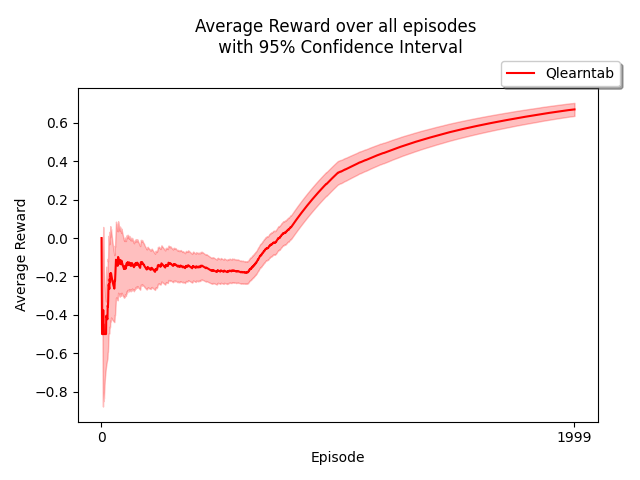 Average Reward over all episodes
with 95% Confidence Interval
Qlearntab
0.6
0.4
0.2
0.0
−0.2
−0.4
−0.6
−0.8
Average Reward
0
1999
Episode